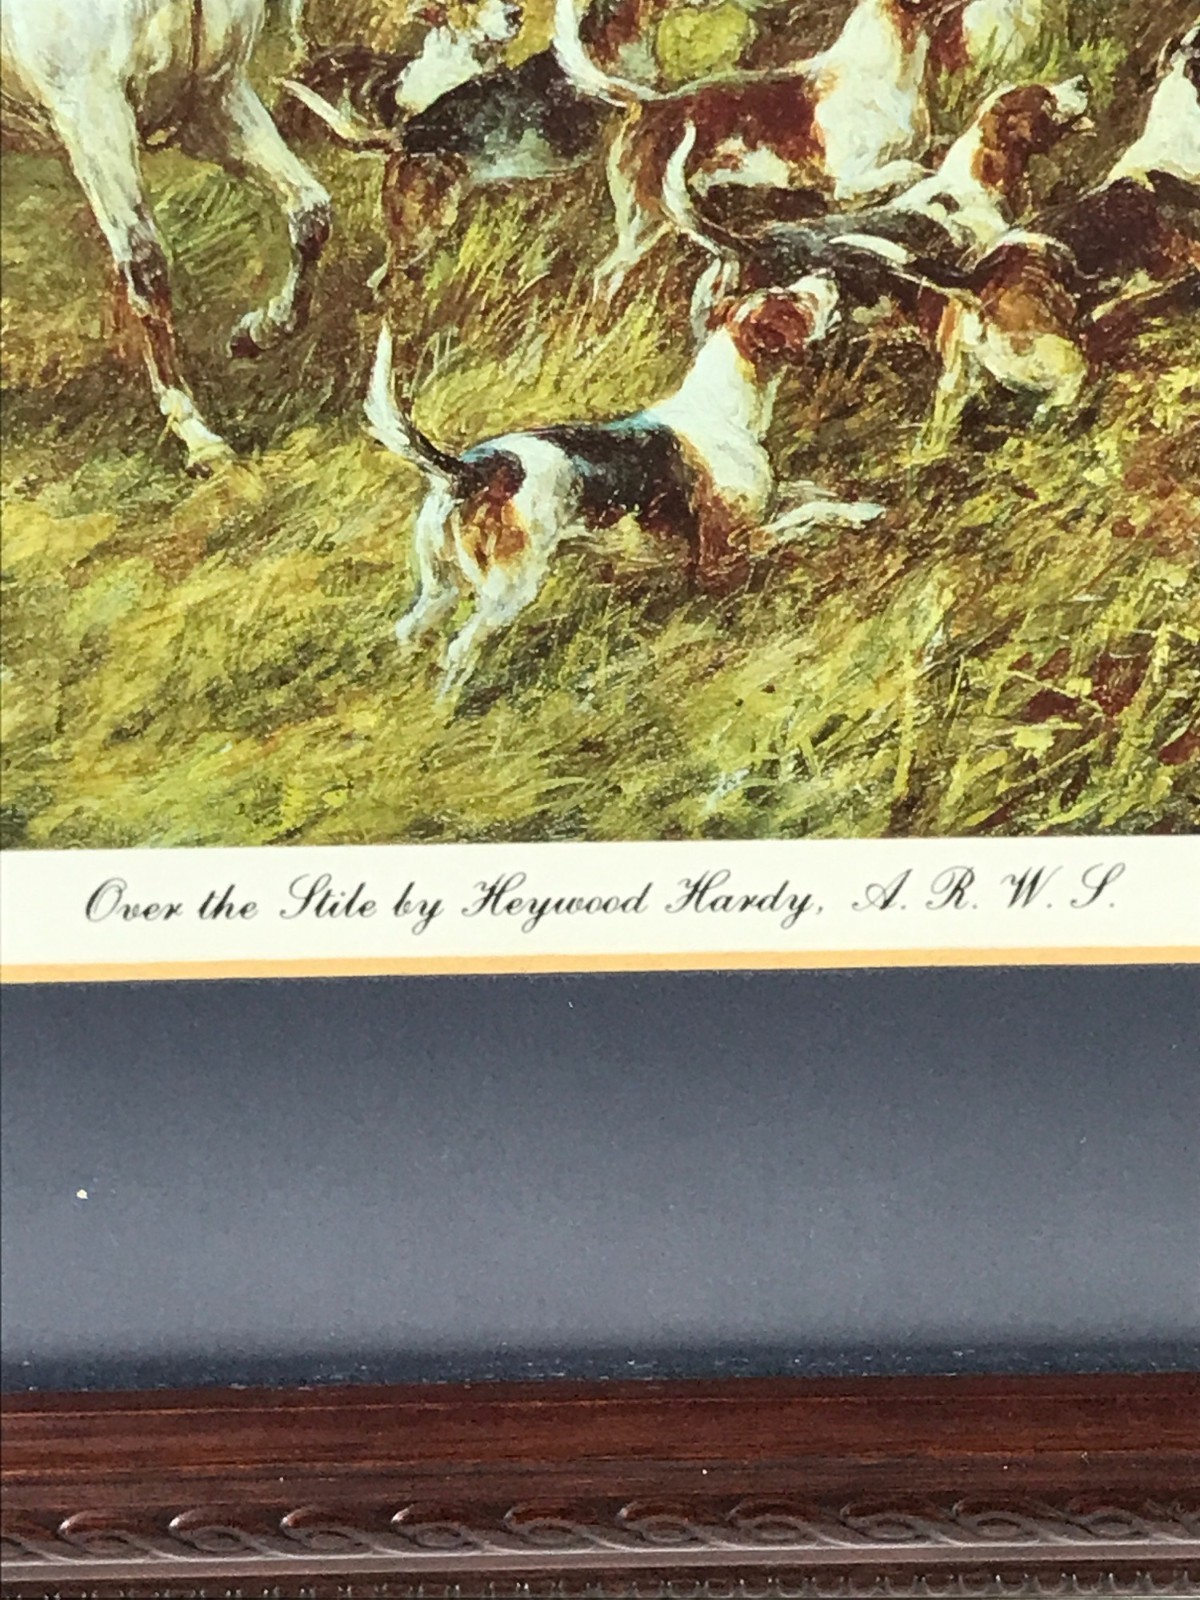 Over the Stile by Heywood Hardy, A. R. W. S.